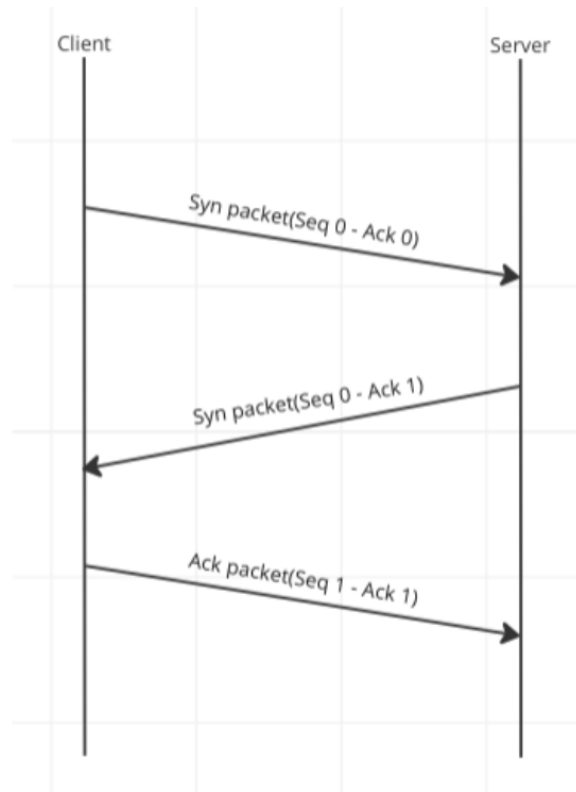 Client
Server
Syn packet(Seq 0 - Ack 0)
Syn packet(Seq 0 - Ack 1)
Ack packet(Seq 1 - Ack 1)